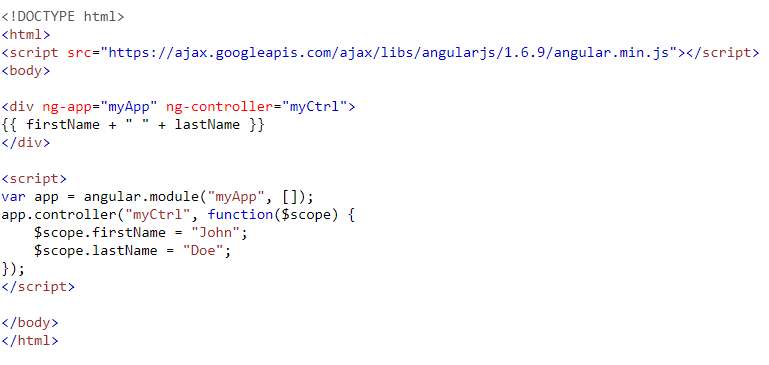 <!DOCTYPE html>
<html>
<script src="https://ajax.googleapis.com/ajax/libs/angularjs/1.6.9/angular.min.js"></script>
<body>
<div ng-app="myApp" ng-controller="myCtrl">
{{ firstName + " " + lastName }}
</div>
<script>
var app = angular.module("myApp", []);
app.controller("myCtrl", function($scope) {
    $scope.firstName = "John";
    $scope.lastName = "Doe";
});
</script>
</body>
</html>